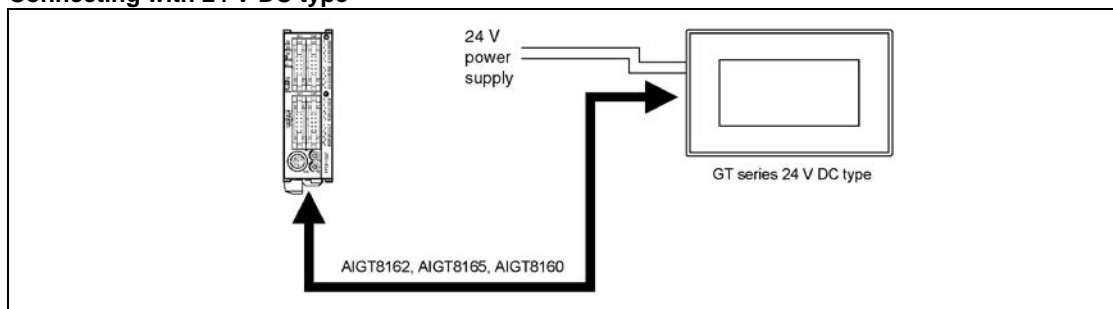 Connecting with 24 V DC type
24 V
power
supply
GT series 24 V DC type
AIGT8162, AIGT8165, AIGT8160